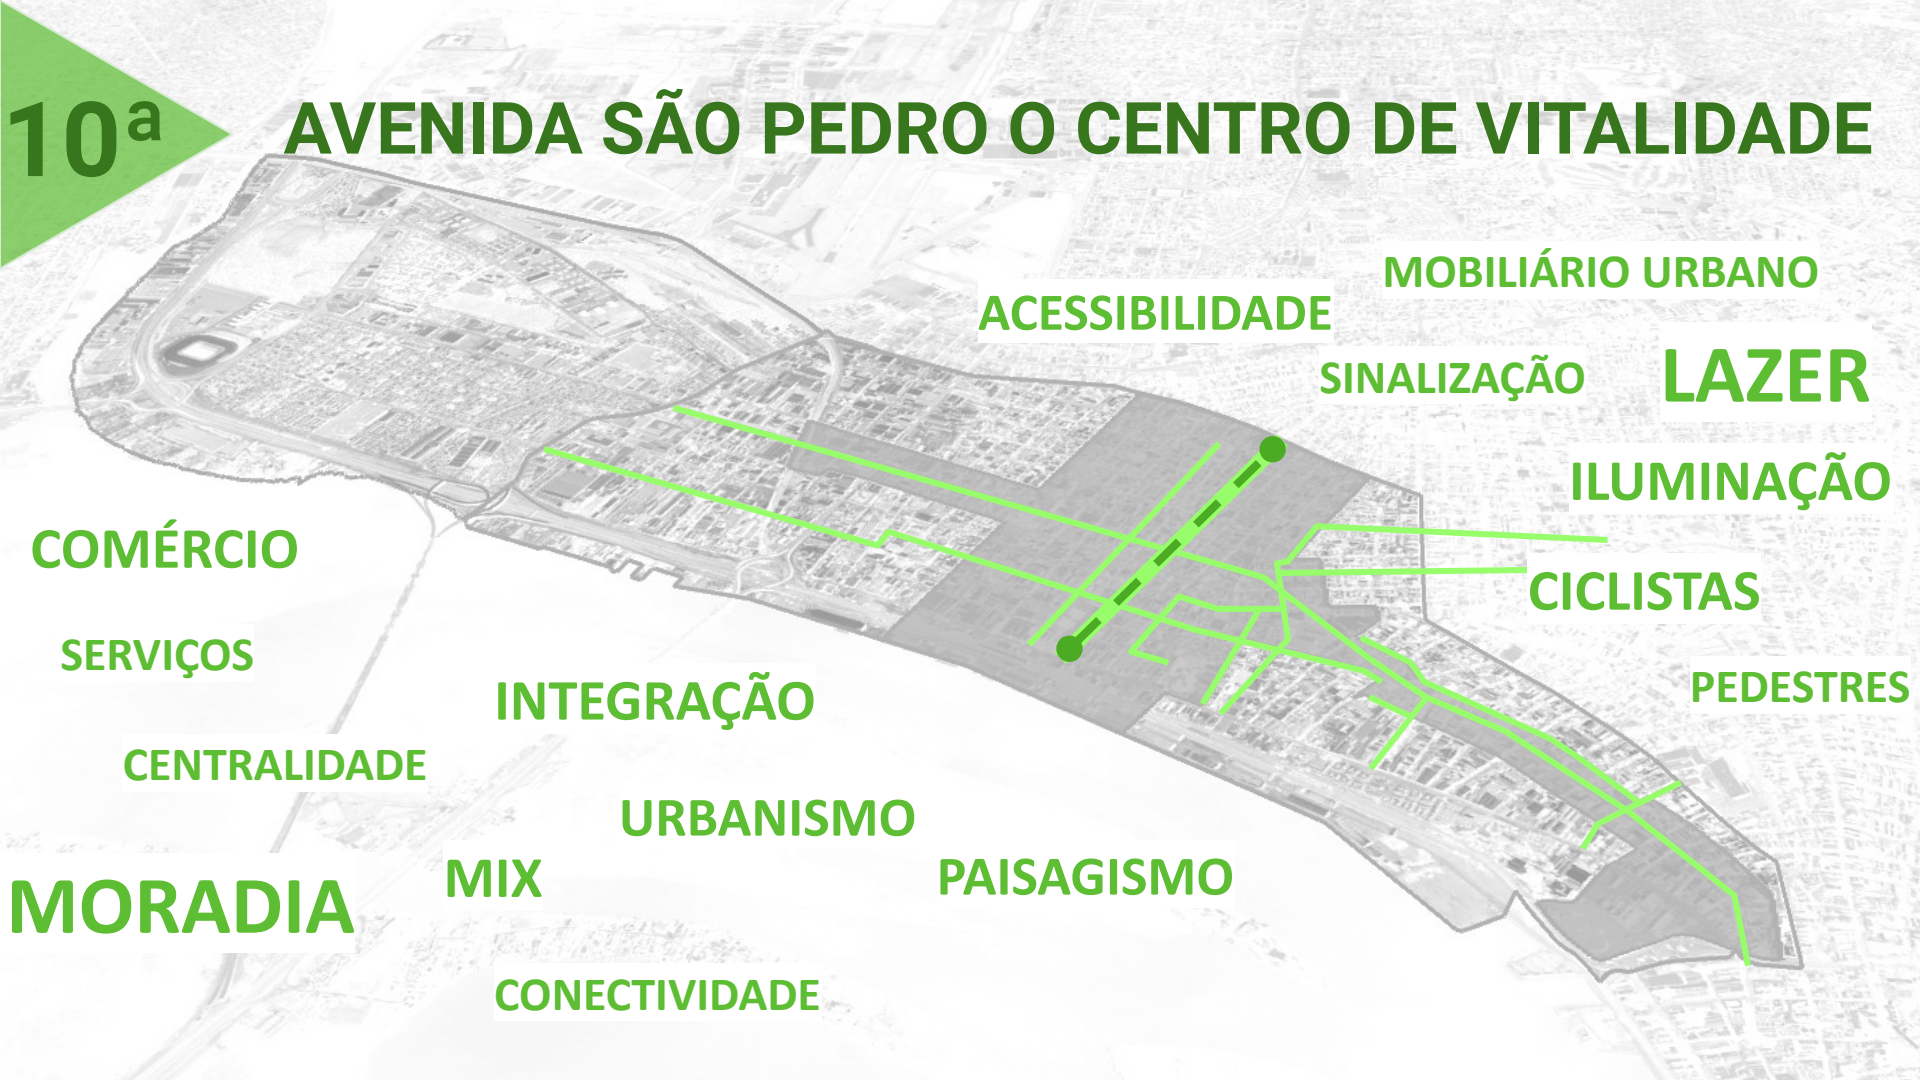 10ª
AVENIDA SÃO PEDRO O CENTRO DE VITALIDADE
MOBILIÁRIO URBANO
ACESSIBILIDADE
SINALIZAÇÃO
LAZER
ILUMINAÇÃO
COMÉRCIO
CICLISTAS
SERVIÇOS
INTEGRAÇÃO
PEDESTRES
CENTRALIDADE
URBANISMO
MORADIA
MIX
PAISAGISMO
CONECTIVIDADE